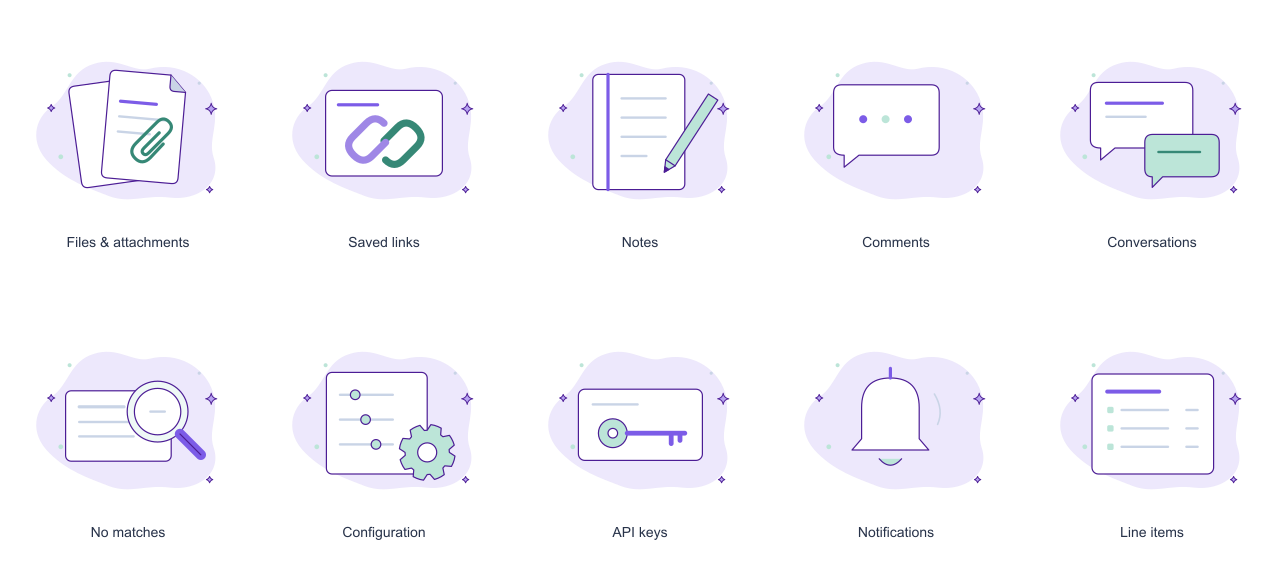 Files & attachments
Saved links
Notes
Comments
Conversations
No matches
Configuration
API keys
Notifications
Line items